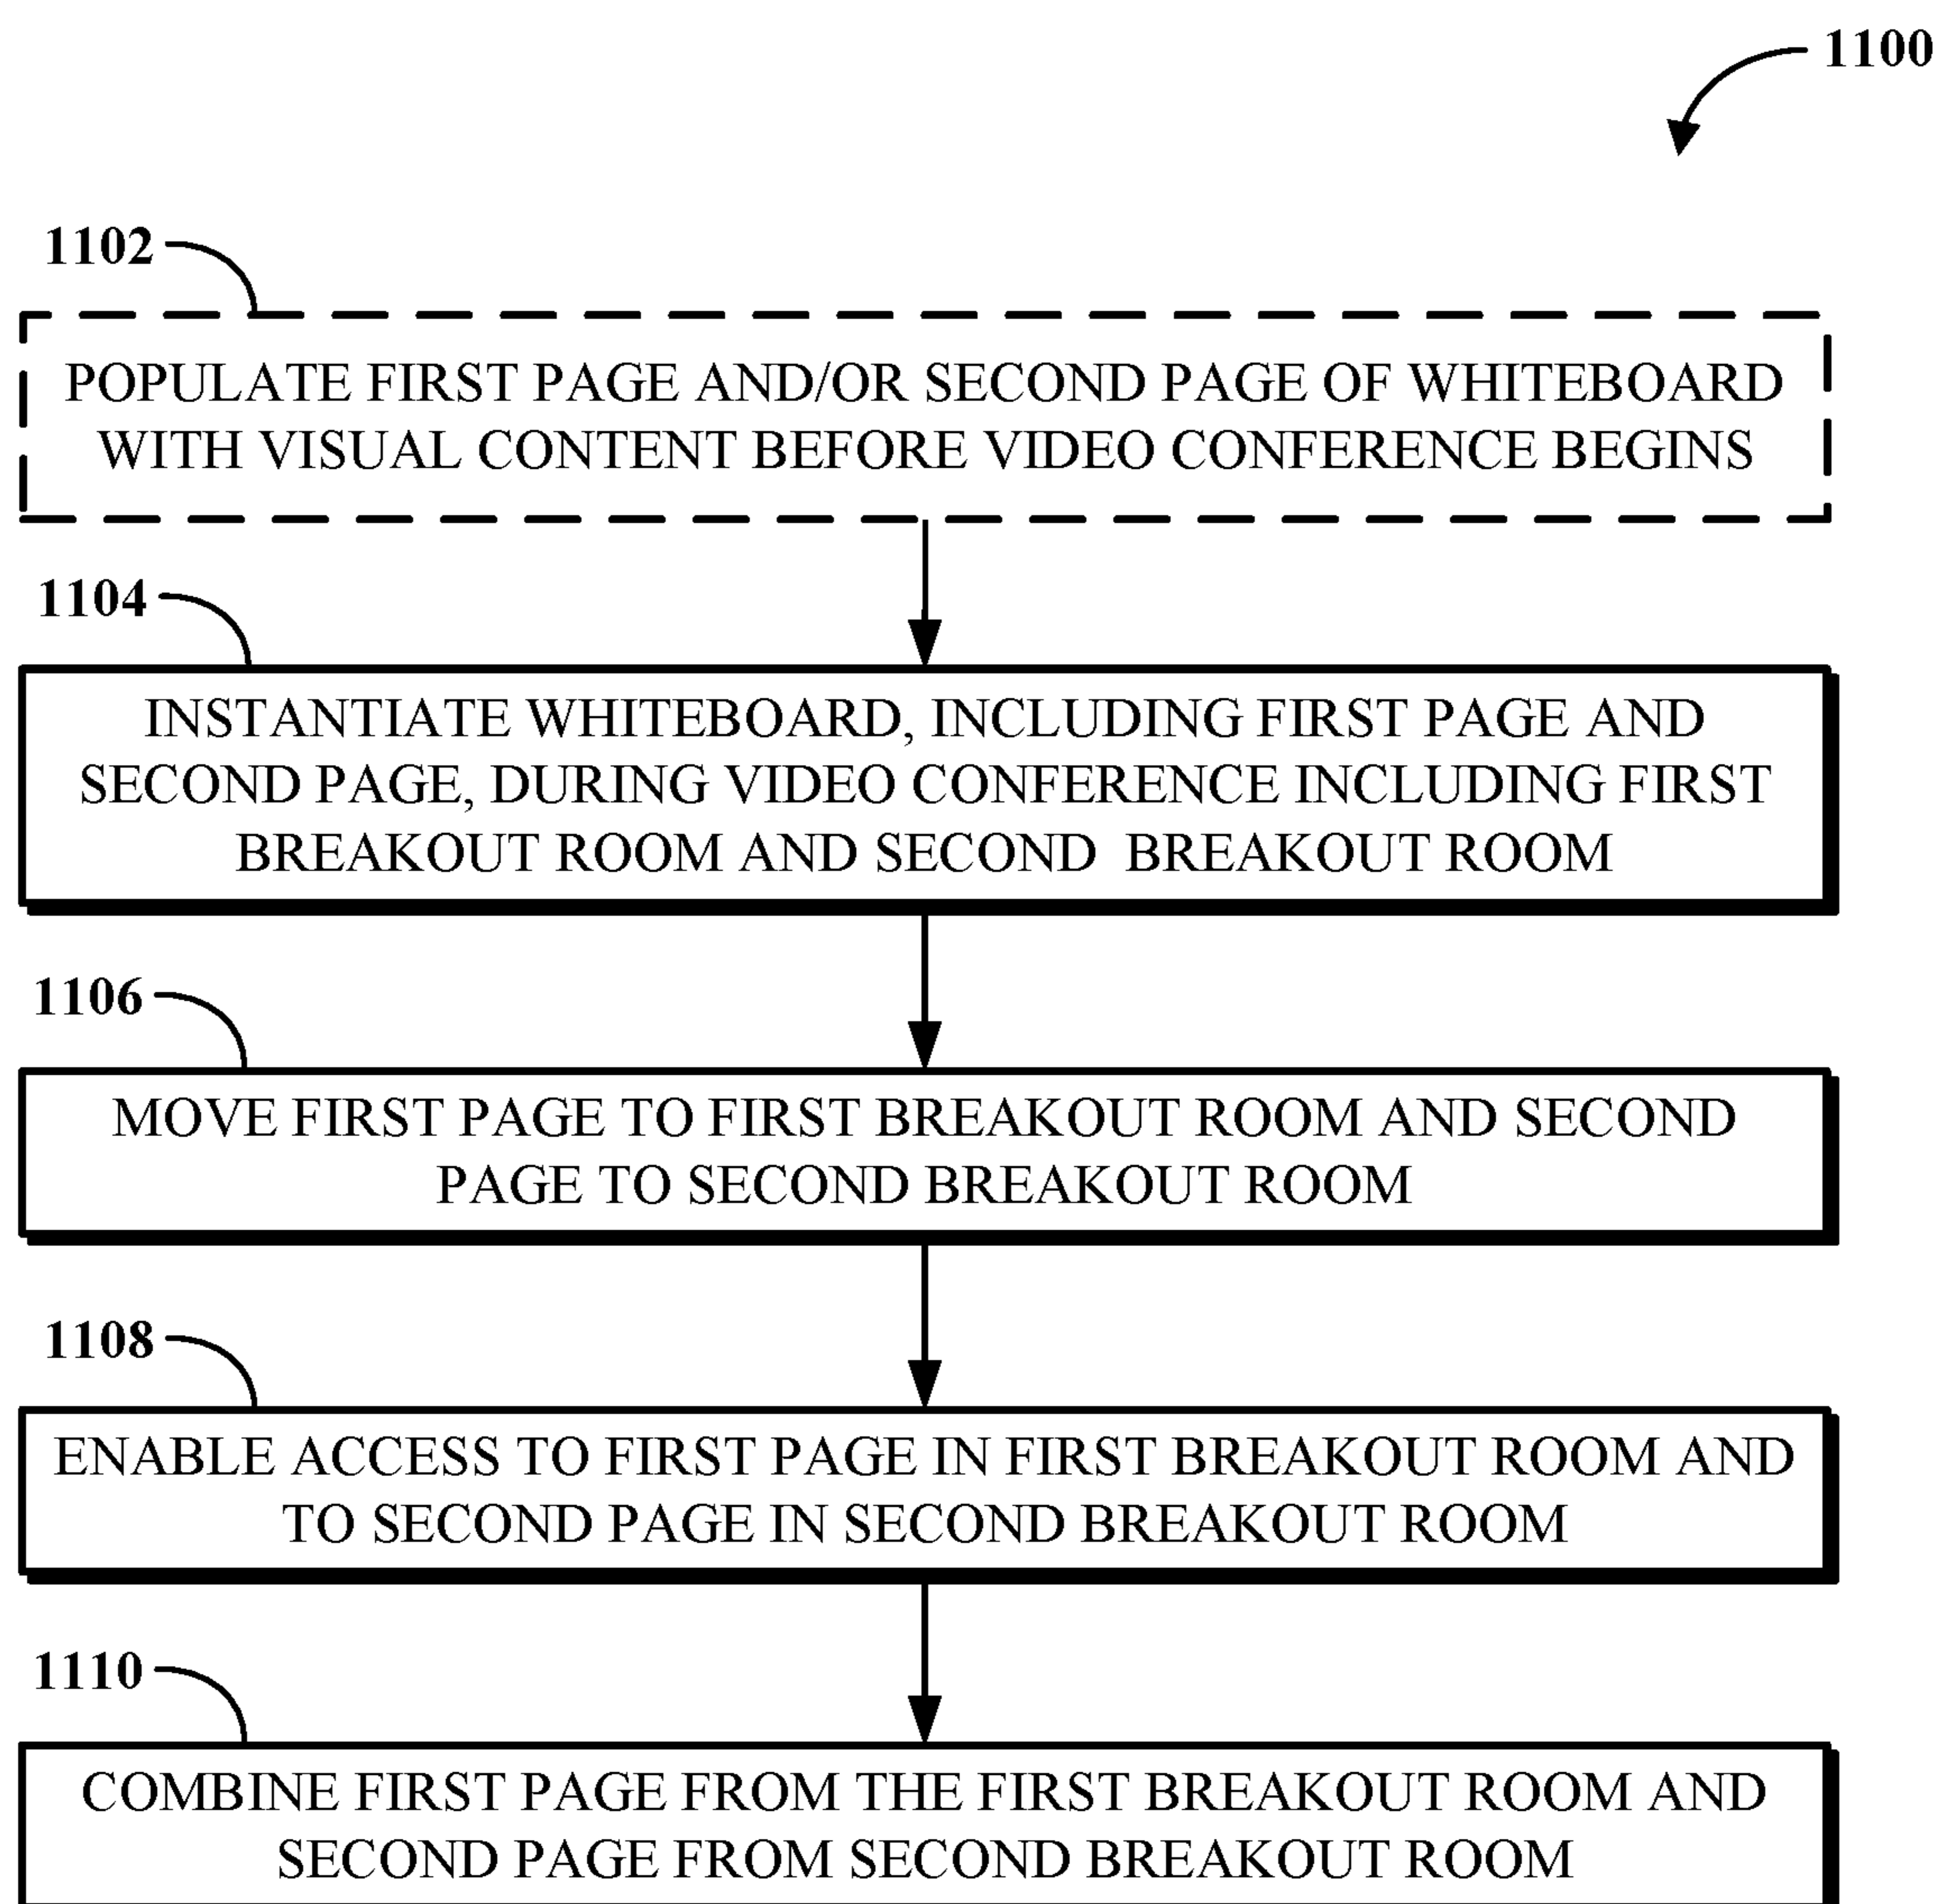 1100
1102
POPULATE FIRST PAGE AND/OR SECOND PAGE OF WHITEBOARD
WITH VISUAL CONTENT BEFORE VIDEO CONFERENCE BEGINS
1104
INSTANTIATE WHITEBOARD, INCLUDING FIRST PAGE AND
SECOND PAGE, DURING VIDEO CONFERENCE INCLUDING FIRST
BREAKOUT ROOM AND SECOND BREAKOUT ROOM
1106
MOVE FIRST PAGE TO FIRST BREAKOUT ROOM AND SECOND
PAGE TO SECOND BREAKOUT ROOM
1108
ENABLE ACCESS TO FIRST PAGE IN FIRST BREAKOUT ROOM AND
TO SECOND PAGE IN SECOND BREAKOUT ROOM
1110
COMBINE FIRST PAGE FROM THE FIRST BREAKOUT ROOM AND
SECOND PAGE FROM SECOND BREAKOUT ROOM